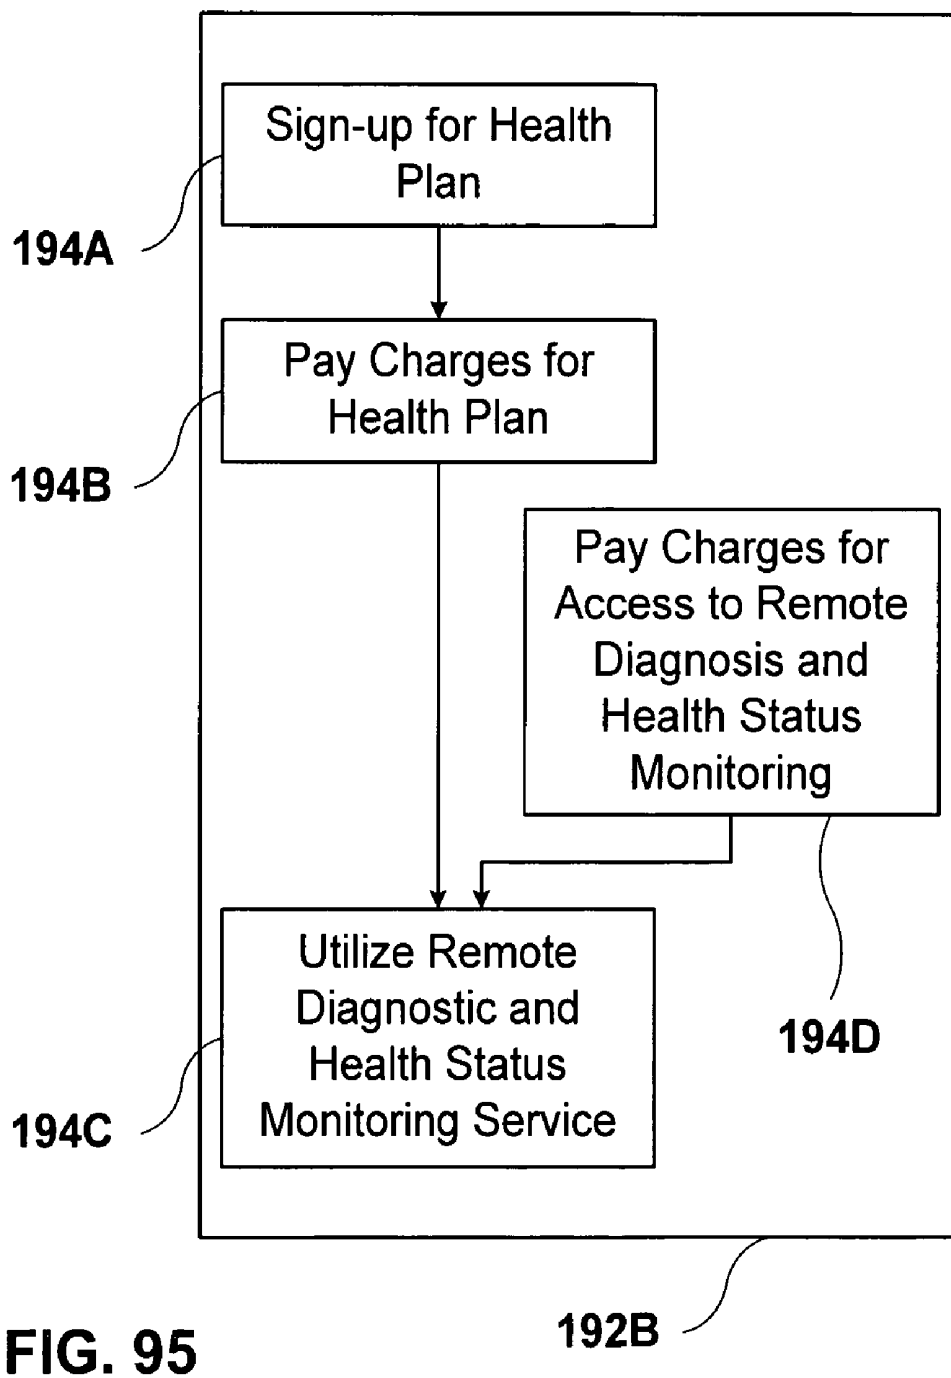 Sign-up for Health
Plan
194A
Pay Charges for
Health Plan
194B
Pay Charges for
Access to Remote
Diagnosis and
Health Status
Monitoring
194D
Utilize Remote
Diagnostic and
Health Status
Monitoring Service
194C
192B
FIG. 95